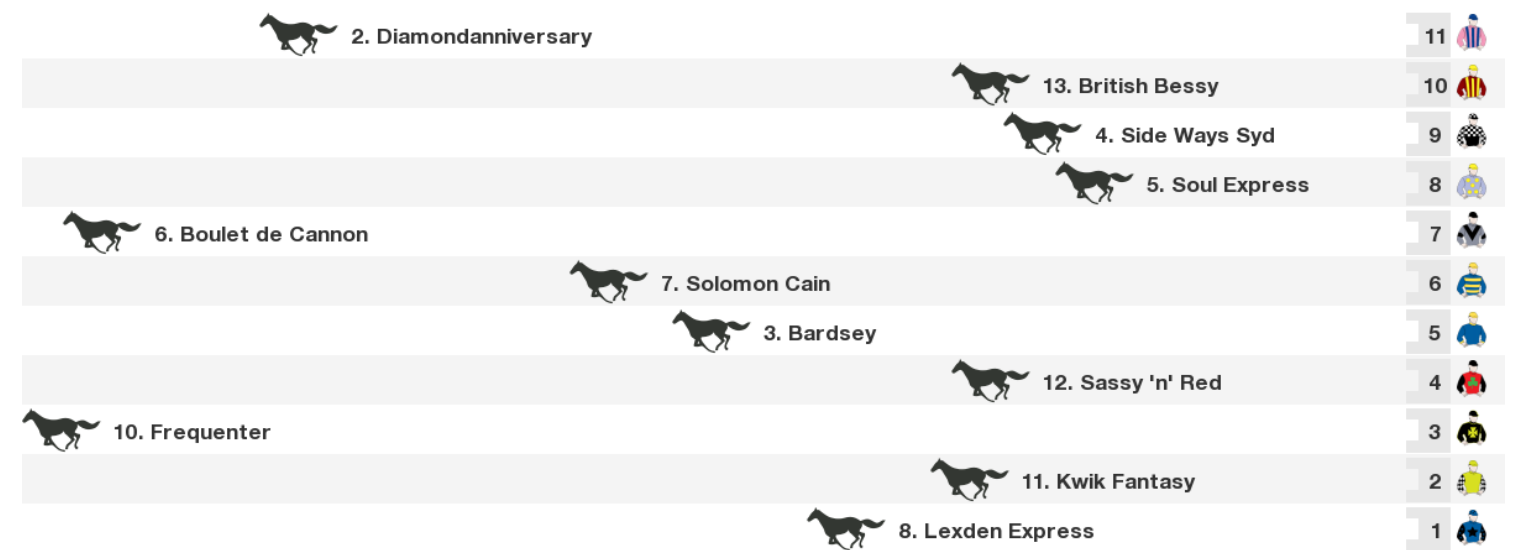 2. Diamondanniversary 11
13. British Bessy 10
4. Side Ways Syd 9
5. Soul Express 8
6. Boulet de Cannon 7
7. Solomon Cain 6
3. Bardsey 5
12. Sassy 'n' Red 4
10. Frequenter 3
11. Kwik Fantasy 2
8. Lexden Express 1